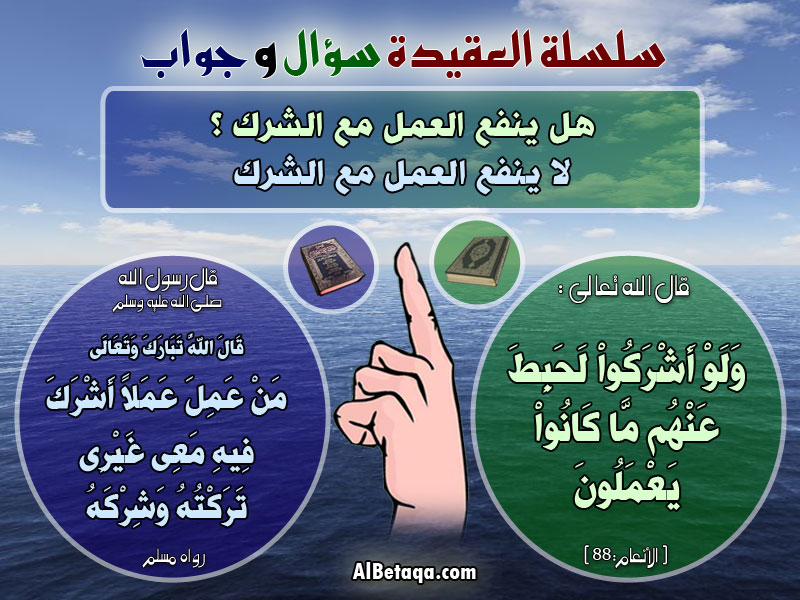 سلسلة العقيدة سؤال و جواب
هل ينفع العمل مع الشرك ؟
لا ينفع العمل مع الشرك
قال الله تعالى :
وَلَوْ أَشْرَكُواْ لَحَبِطَ
عَنْهُم مَّا كَانُواْ
يَعْمَلُونَ
[ الأنعام:88 ]
قال رسول الله
صلى الله عليه وسلم
قَالَ اللَّهُ تَبَارَكَ وَتَعَالَى
مَنْ عَمِلَ عَمَلاً أَشْرَكَ
فِيهِ مَعِى غَيْرِى
تَرَكْتُهُ وَشِرْكَهُ
رواه مسلم
AlBetaqa.com